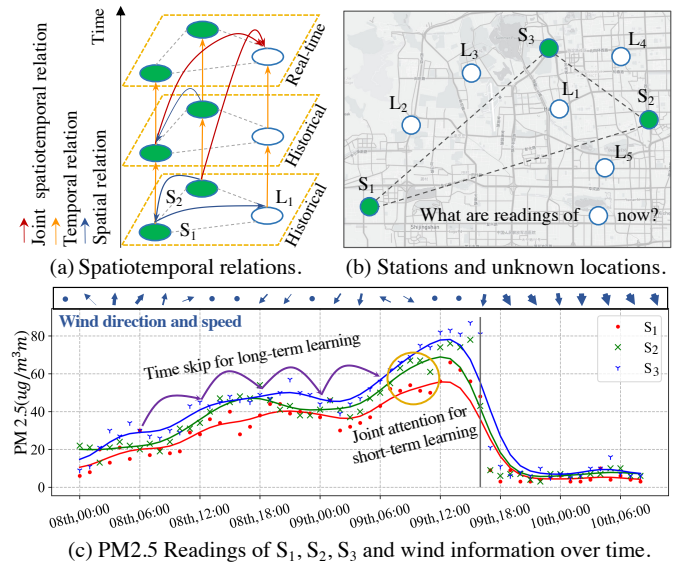 Time
Real-time
Historical
Historical
S2
L1
S1
Joint spatiotemporal relation
Temporal relation
Spatial relation
(a) Spatiotemporal relations.
S3
L4
L3
L1
S2
L2
L5
S1
What are readings of
now?
Shijingshan
(b) Stations and unknown locations.
Wind direction and speed
S1
S2
S3
Time skip for long-term learning
Joint attention for
short-term learning
PM 2.5(ug/m³m)
80
60
40
20
0
08th,00:00
08th,06:00
08th,12:00
08th,18:00
09th,00:00
09th,06:00
09th,12:00
09th,18:00
10th,00:00
10th,06:00
(c) PM2.5 Readings of S1, S2, S3 and wind information over time.